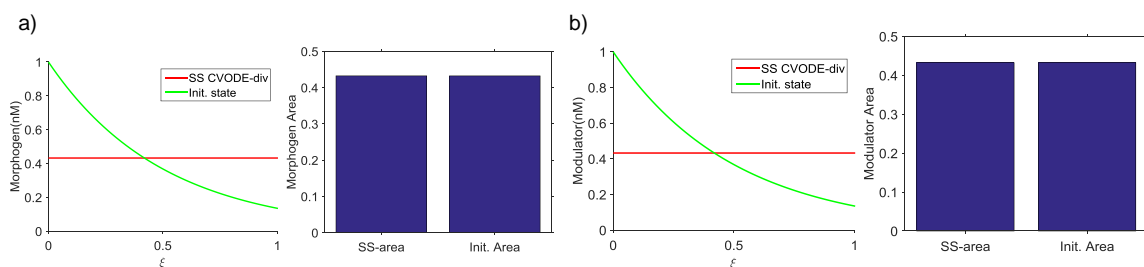 a)
Morphogen(nM)
1
0.8
0.6
0.4
0.2
0
0
0.5
1
ξ
SS CVODE-div
Init. state
Morphogen Area
0.5
0.4
0.3
0.2
0.1
0
SS-area
Init. Area
b)
Modulator(nM)
1
0.8
0.6
0.4
0.2
0
0
0.5
1
ξ
SS CVODE-div
Init. state
Modulator Area
0.5
0.4
0.3
0.2
0.1
0
SS-area
Init. Area